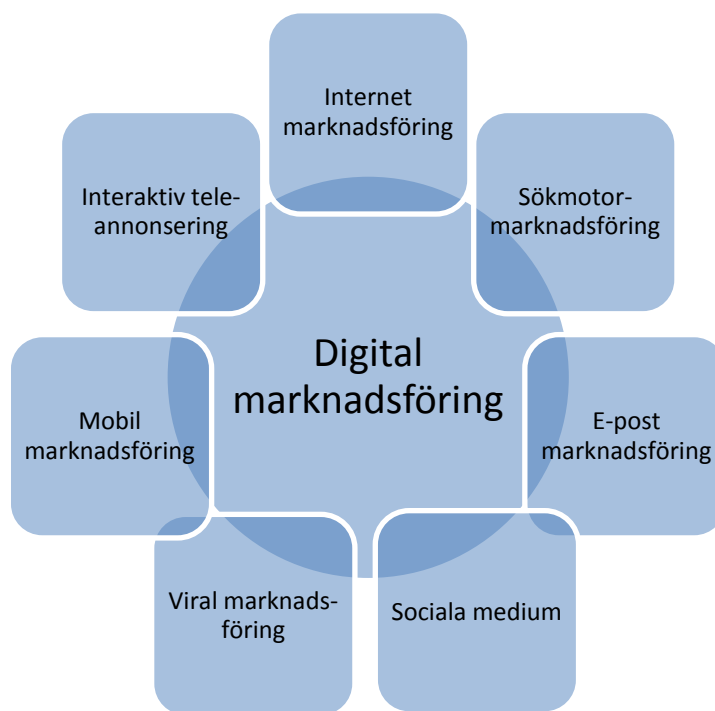 Internet
marknadsföring
Interaktiv tele-
annonsering
Sökmotor-
marknadsföring
Digital
marknadsföring
Mobil
marknadsföring
E-post
marknadsföring
Viral marknads-
föring
Sociala medium